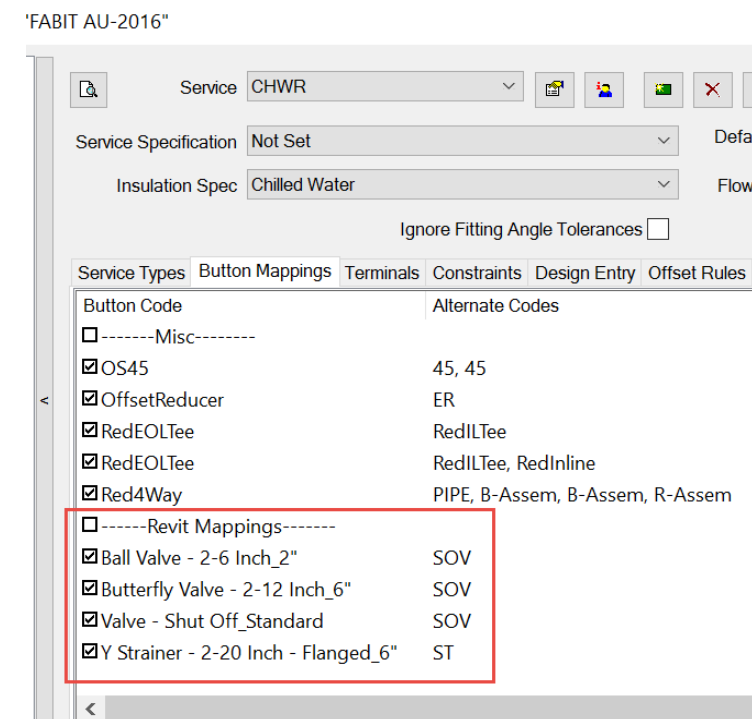 'FABIT AU-2016"
Service CHWR
Service Specification Not Set
Defa
Insulation Spec Chilled Water
Flow
Ignore Fitting Angle Tolerances
Service Types Button Mappings Terminals Constraints Design Entry Offset Rules
Button Code Alternate Codes
-------Misc--------
OS45 45, 45
OffsetReducer ER
RedEOLTee RedILTee
RedEOLTee RedILTee, RedInline
Red4Way PIPE, B-Assem, B-Assem, R-Assem
------Revit Mappings-------
Ball Valve - 2-6 Inch_2" SOV
Butterfly Valve - 2-12 Inch_6" SOV
Valve - Shut Off_Standard SOV
Y Strainer - 2-20 Inch - Flanged_6" ST